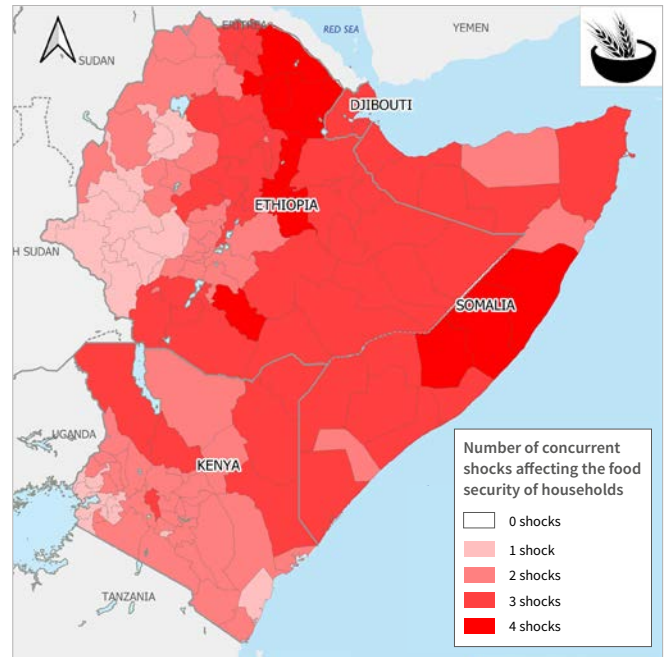 ERITREA
RED SEA
YEMEN
SUDAN
DJIBOUTI
ETHIOPIA
H SUDAN
SOMALIA
UGANDA
KENYA
TANZANIA
Number of concurrent
shocks affecting the food
security of households
0 shocks
1 shock
2 shocks
3 shocks
4 shocks